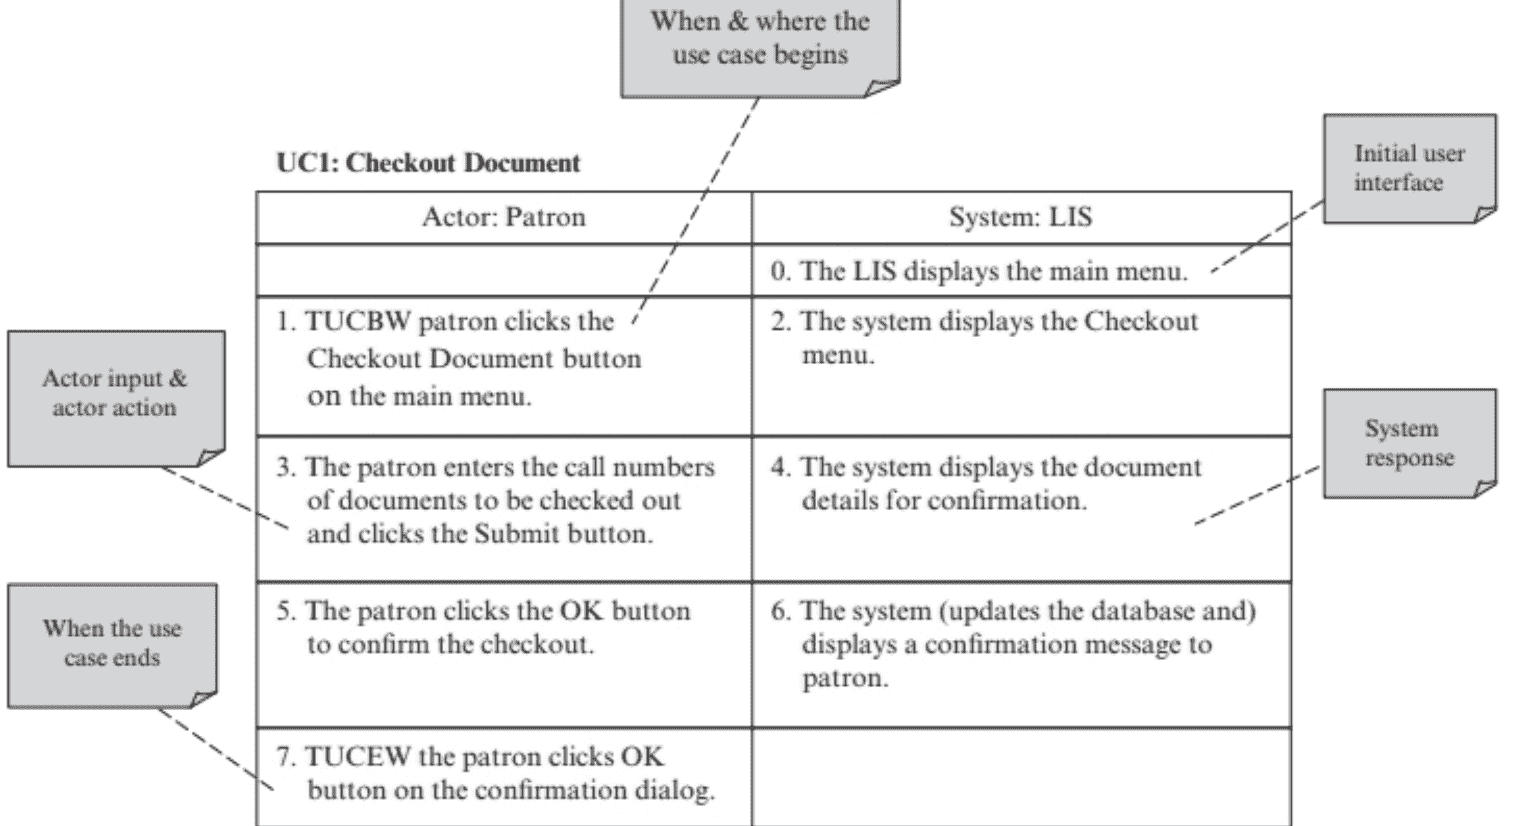 When & where the
use case begins
UC1: Checkout Document
Initial user
interface
Actor: Patron
System: LIS
0. The LIS displays the main menu.
1. TUCBW patron clicks the
Checkout Document button
on the main menu.
2. The system displays the Checkout
menu.
Actor input &
actor action
System
response
3. The patron enters the call numbers
of documents to be checked out
and clicks the Submit button.
4. The system displays the document
details for confirmation.
When the use
case ends
5. The patron clicks the OK button
to confirm the checkout.
6. The system (updates the database and)
displays a confirmation message to
patron.
7. TUCEW the patron clicks OK
button on the confirmation dialog.